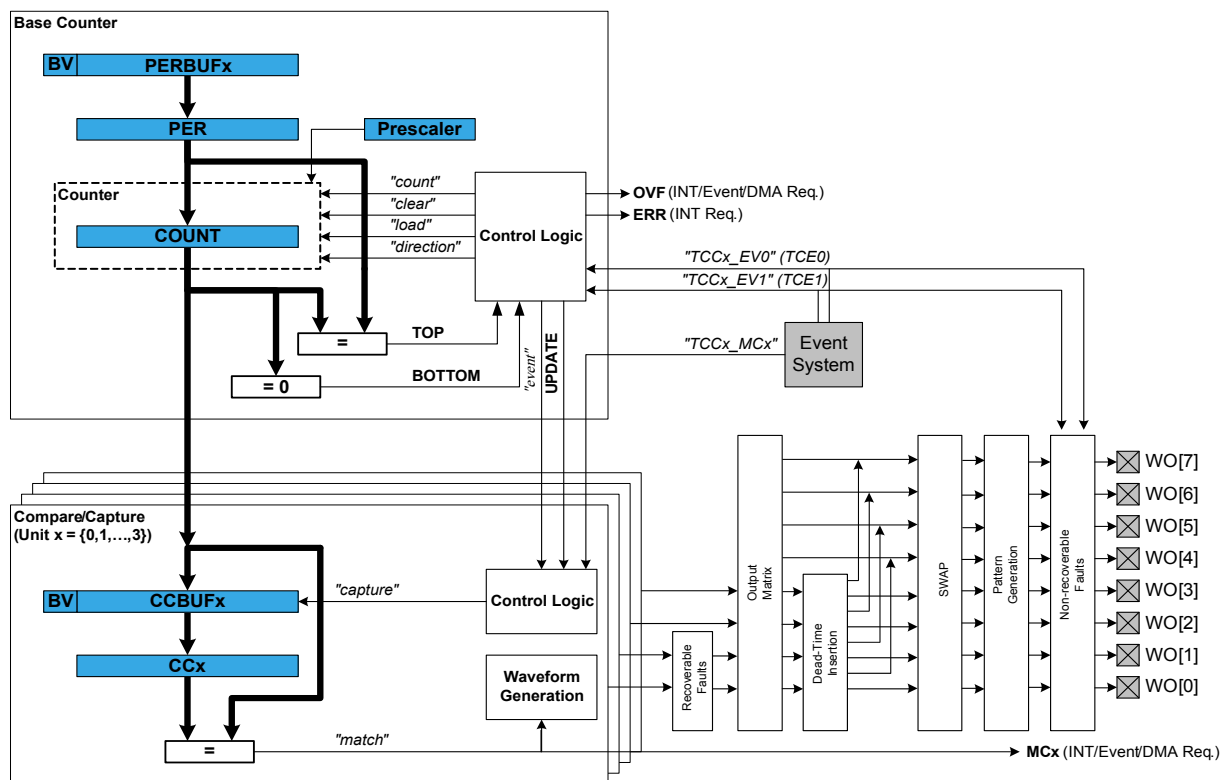 Base Counter
BV PERBUFx
PER
Prescaler
Counter
COUNT
"count"
"clear"
"load"
"direction"
Control Logic
OVF (INT/Event/DMA Req.)
ERR (INT Req.)
"TCCx_EV0" (TCE0)
"TCCx_EV1" (TCE1)
"TCCx_MCx"
Event
System
=
TOP
= 0
BOTTOM
"event"
UPDATE
Compare/Capture
(Unit x = {0,1,…,3})
BV CCBUFx
"capture"
Control Logic
CCx
Waveform
Generation
=
"match"
Recoverable
Faults
Output
Matrix
Dead-Time
Insertion
SWAP
Pattern
Generation
Non-recoverable
Faults
WO[7]
WO[6]
WO[5]
WO[4]
WO[3]
WO[2]
WO[1]
WO[0]
MCx (INT/Event/DMA Req.)